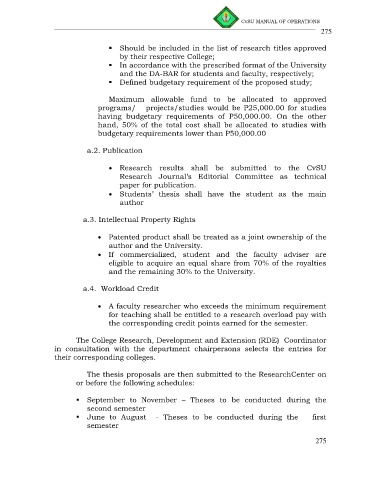 CvSU MANUAL OF OPERATIONS
275
▪ Should be included in the list of research titles approved
by their respective College;
▪ In accordance with the prescribed format of the University
and the DA-BAR for students and faculty, respectively;
▪ Defined budgetary requirement of the proposed study;
Maximum allowable fund to be allocated to approved
programs/ projects/studies would be P25,000.00 for studies
having budgetary requirements of P50,000.00. On the other
hand, 50% of the total cost shall be allocated to studies with
budgetary requirements lower than P50,000.00
a.2. Publication
• Research results shall be submitted to the CvSU
Research Journal's Editorial Committee as technical
paper for publication.
• Students' thesis shall have the student as the main
author
a.3. Intellectual Property Rights
• Patented product shall be treated as a joint ownership of the
author and the University.
• If commercialized, student and the faculty adviser are
eligible to acquire an equal share from 70% of the royalties
and the remaining 30% to the University.
a.4. Workload Credit
• A faculty researcher who exceeds the minimum requirement
for teaching shall be entitled to a research overload pay with
the corresponding credit points earned for the semester.
The College Research, Development and Extension (RDE) Coordinator
in consultation with the department chairpersons selects the entries for
their corresponding colleges.
The thesis proposals are then submitted to the ResearchCenter on
or before the following schedules:
▪ September to November – Theses to be conducted during the
second semester
▪ June to August - Theses to be conducted during the first
semester
275